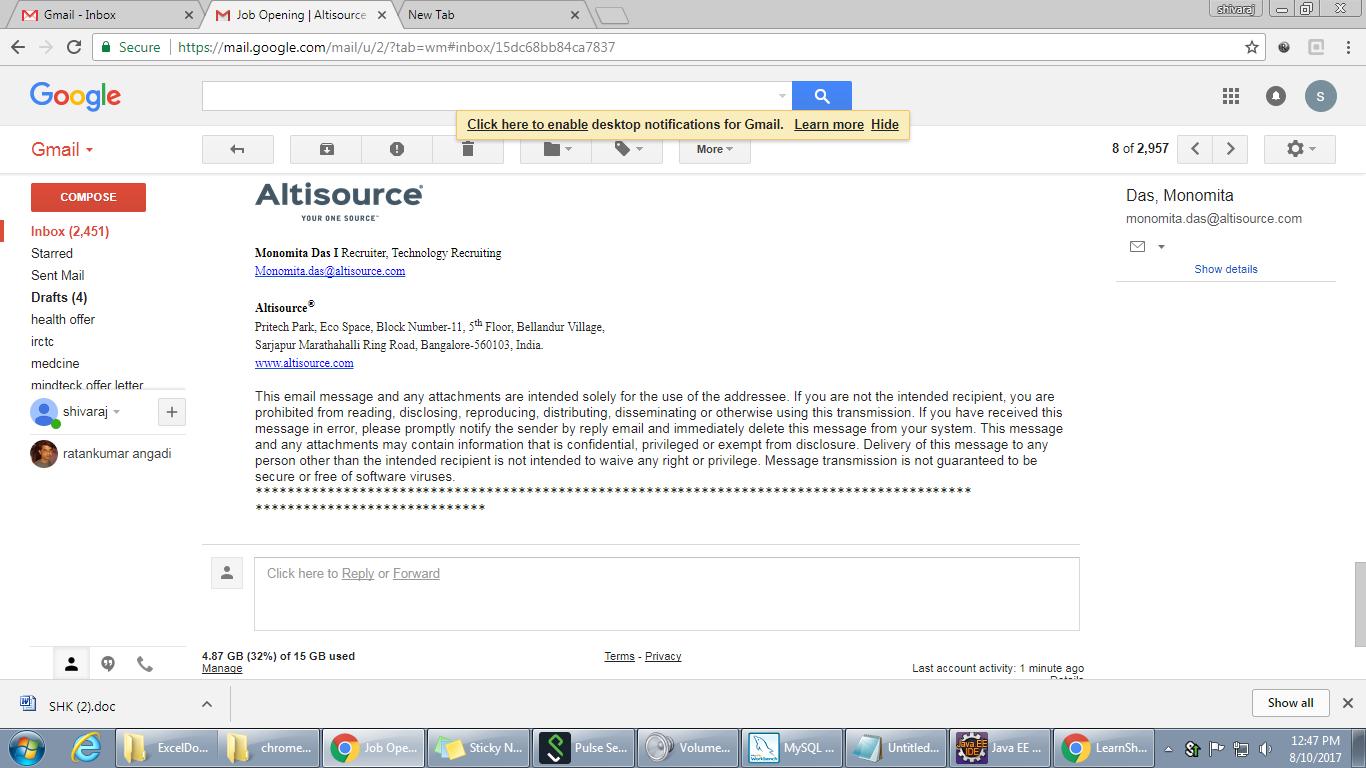 Gmail - Inbox
Job Opening | Altisource
New Tab
shivaraj
Secure
https://mail.google.com/mail/u/2/?tab=wm#inbox/15dc68bb84ca7837
Google
S
Click here to enable desktop notifications for Gmail. Learn more Hide
Gmail
More
8 of 2,957
COMPOSE
Inbox (2,451)
Starred
Sent Mail
Drafts (4)
health offer
irctc
medcine
mindteck offer letter
shivaraj
ratankumar angadi
Altisource
YOUR ONE SOURCE™
Monomita Das I Recruiter, Technology Recruiting
Monomita.das@altisource.com
Altisource®
Pritech Park, Eco Space, Block Number-11, 5th Floor, Bellandur Village,
Sarjapur Marathahalli Ring Road, Bangalore-560103, India.
www.altisource.com
This email message and any attachments are intended solely for the use of the addressee. If you are not the intended recipient, you are
prohibited from reading, disclosing, reproducing, distributing, disseminating or otherwise using this transmission. If you have received this
message in error, please promptly notify the sender by reply email and immediately delete this message from your system. This message
and any attachments may contain information that is confidential, privileged or exempt from disclosure. Delivery of this message to any
person other than the intended recipient is not intended to waive any right or privilege. Message transmission is not guaranteed to be
secure or free of software viruses.
******************************************************************************************
*****************************
Das, Monomita
monomita.das@altisource.com
Show details
Click here to Reply or Forward
4.87 GB (32%) of 15 GB used
Manage
Terms - Privacy
Last account activity: 1 minute ago
Details
SHK (2).doc
Show all
ExcelDo...
chrome...
Job Ope...
Sticky N...
Pulse Se...
Volume...
MySQL ...
Untitled...
Java EE ...
LearnSh...
12:47 PM
8/10/2017